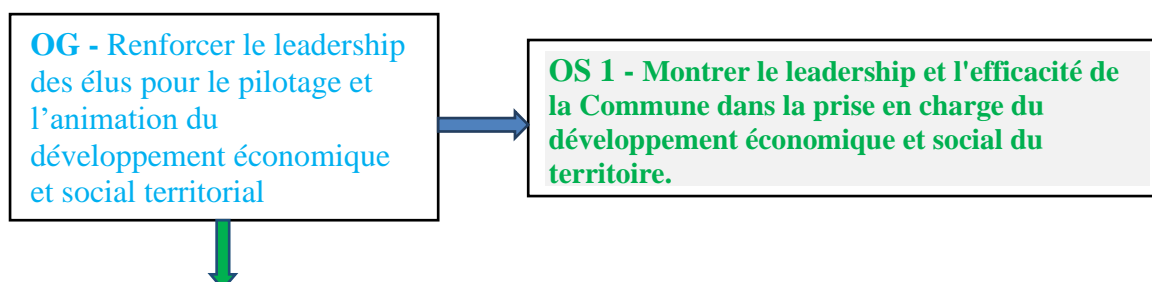 OG - Renforcer le leadership
des élus pour le pilotage et
l’animation du
développement économique
et social territorial
OS 1 - Montrer le leadership et l'efficacité de
la Commune dans la prise en charge du
développement économique et social du
territoire.